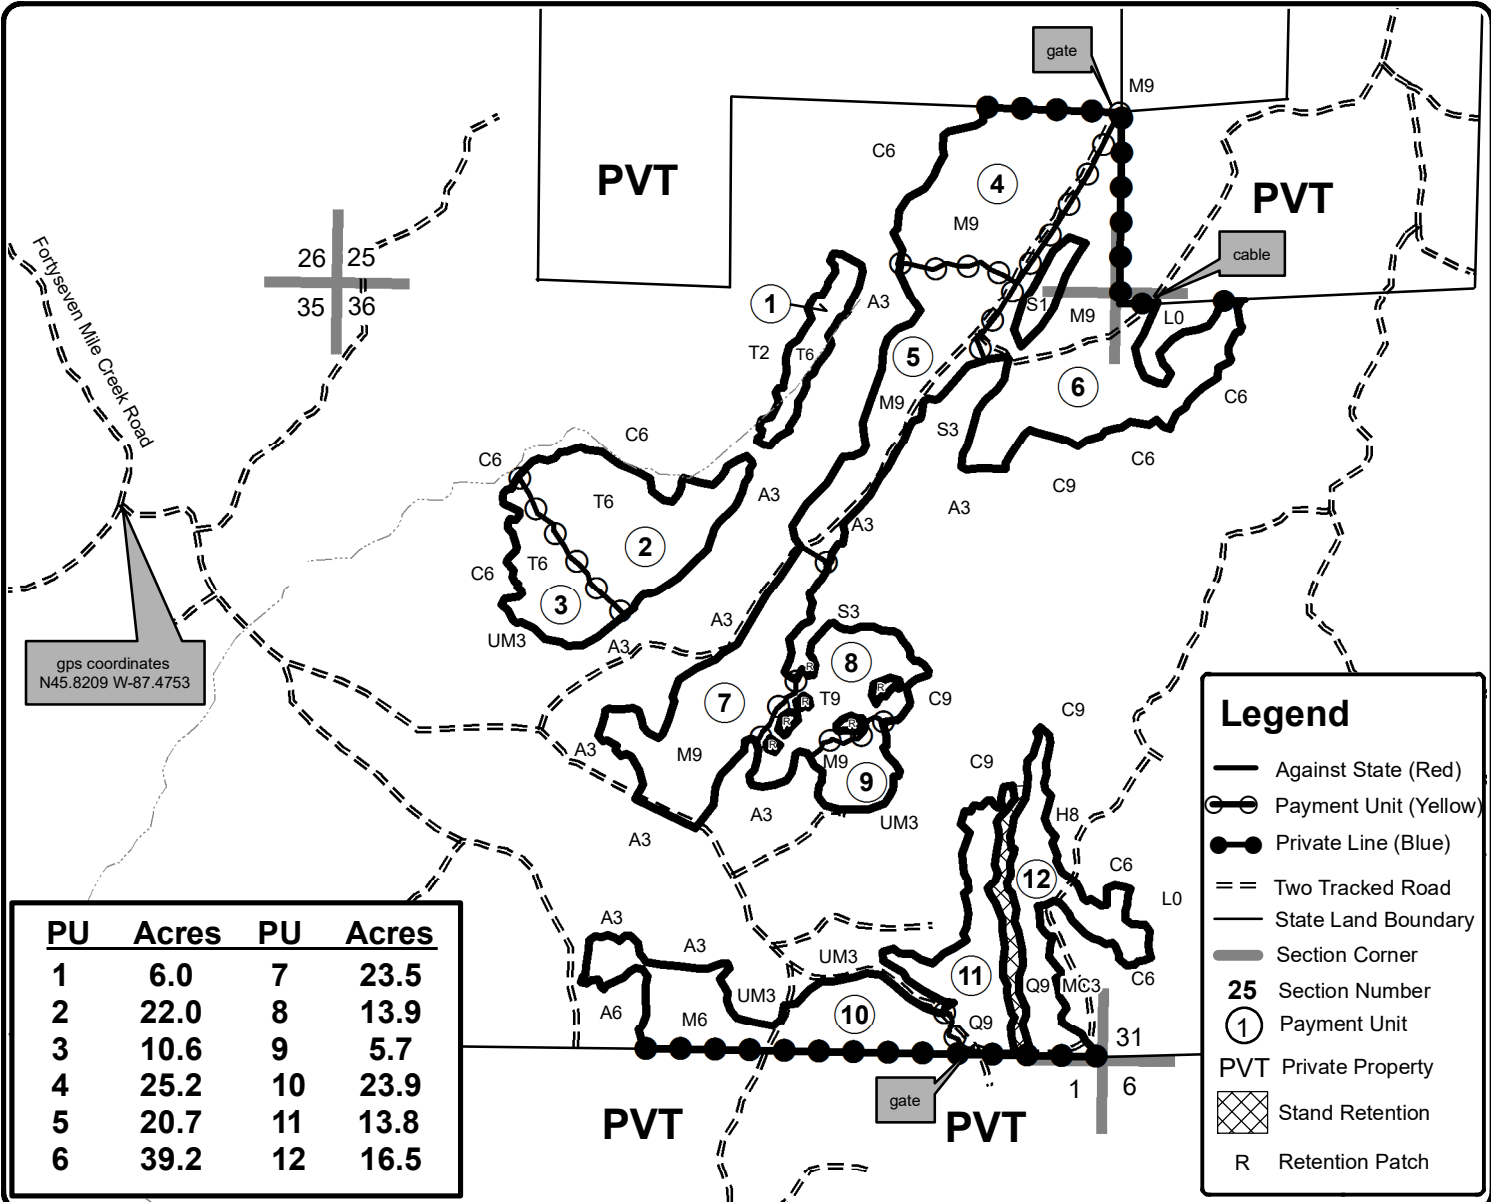 gate
M9
C6
PVT
4
PVT
M9
26 25
35 36
Fortyseven Mile Creek Road
cable
1
A3
S1
M9
L0
T2
T6
5
6
M9
C6
S3
C6
C6
C6
C9
A3
T6
A3
A3
2
T6
C6
3
UM3
A3
A3
S3
gps coordinates
N45.8209 W-87.4753
8
R
R
T9
R
R
R
R
7
C9
C9
M9
A3
M9
9
C9
A3
A3
UM3
H8
12
C6
L0
A3
A3
UM3
11
C6
UM3
Q9
MC3
A6
M6
10
Q9
31
1
6
gate
PVT
PVT
PU Acres PU Acres
1 6.0 7 23.5
2 22.0 8 13.9
3 10.6 9 5.7
4 25.2 10 23.9
5 20.7 11 13.8
6 39.2 12 16.5
Legend
Against State (Red)
Payment Unit (Yellow)
Private Line (Blue)
Two Tracked Road
State Land Boundary
Section Corner
25 Section Number
1 Payment Unit
PVT Private Property
Stand Retention
R Retention Patch